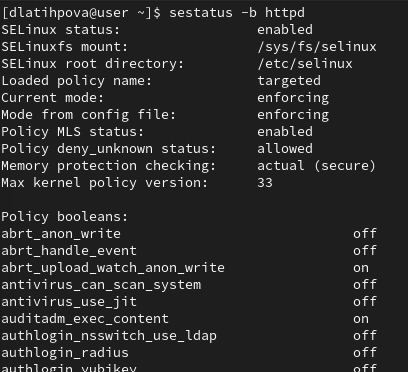 [dlatihpova@user ~]$ sestatus -b httpd
SELinux status:                 enabled
SELinuxfs mount:                /sys/fs/selinux
SELinux root directory:         /etc/selinux
Loaded policy name:             targeted
Current mode:                   enforcing
Mode from config file:          enforcing
Policy MLS status:              enabled
Policy deny_unknown status:     allowed
Memory protection checking:     actual (secure)
Max kernel policy version:      33

Policy booleans:
abrt_anon_write                             off
abrt_handle_event                           off
abrt_upload_watch_anon_write                on
antivirus_can_scan_system                   off
antivirus_use_jit                           off
auditadm_exec_content                       on
authlogin_nsswitch_use_ldap                 off
authlogin_radius                            off
authlogin_yubikey                           off